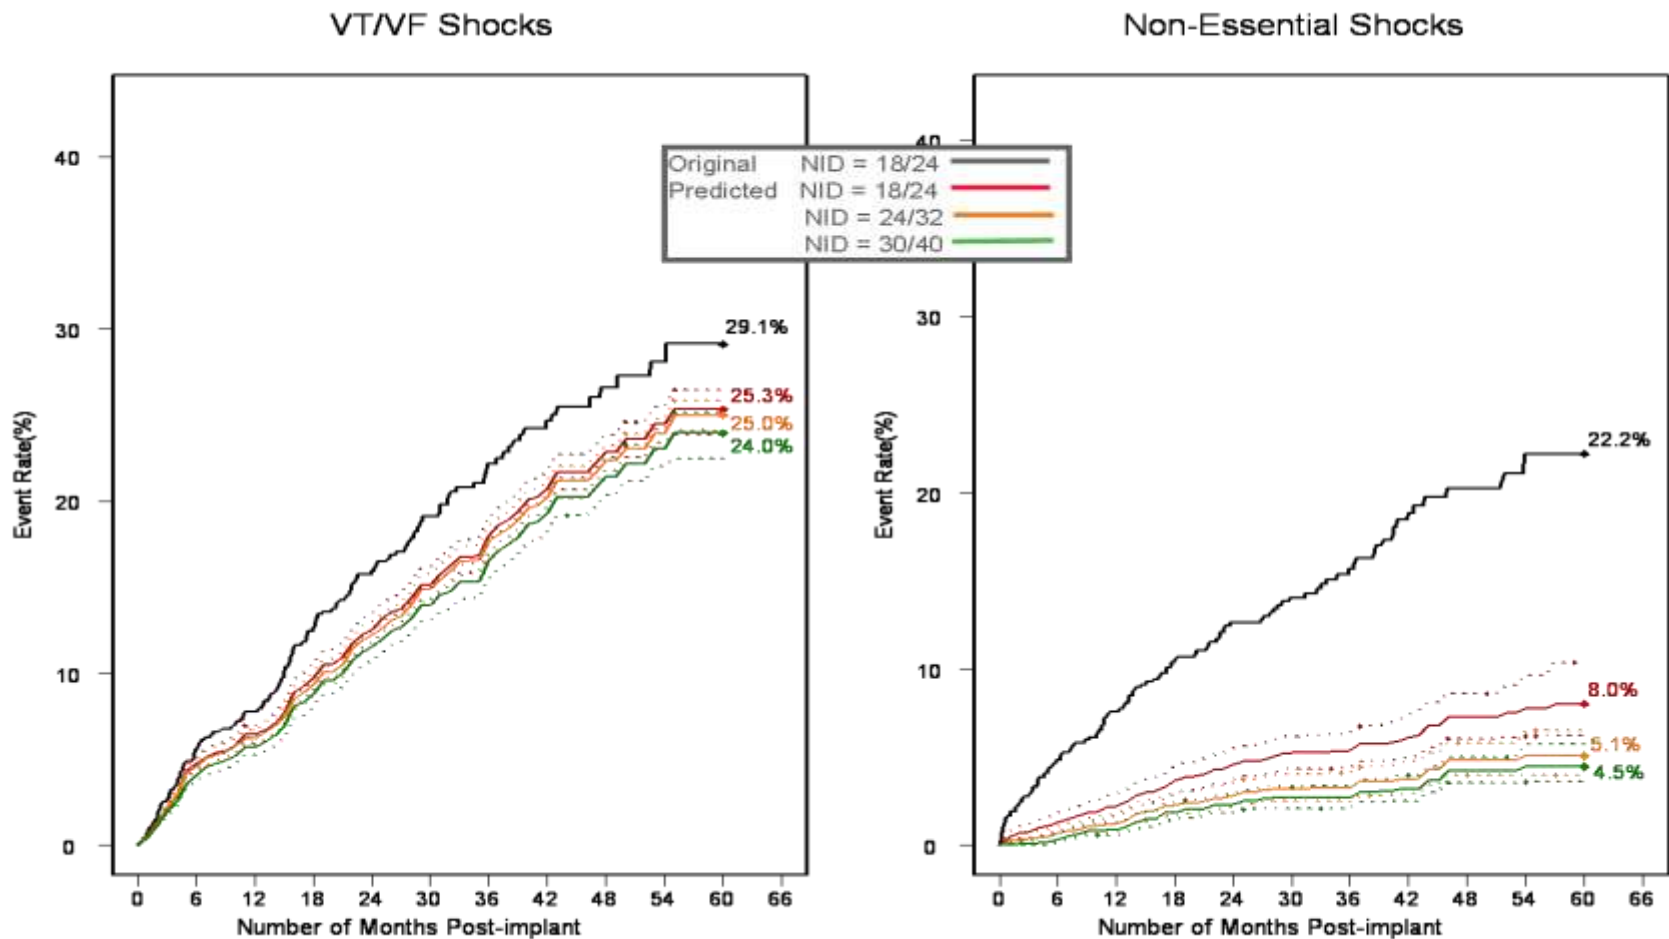 VT/VF Shocks
Non-Essential Shocks
Original NID = 18/24
Predicted NID = 18/24
NID = 24/32
NID = 30/40
Event Rate(%)
40
30
20
10
0
29.1%
25.3%
25.0%
24.0%
0 6 12 18 24 30 36 42 48 54 60 66
Number of Months Post-implant
Event Rate(%)
40
30
20
10
0
22.2%
8.0%
5.1%
4.5%
0 6 12 18 24 30 36 42 48 54 60 66
Number of Months Post-implant